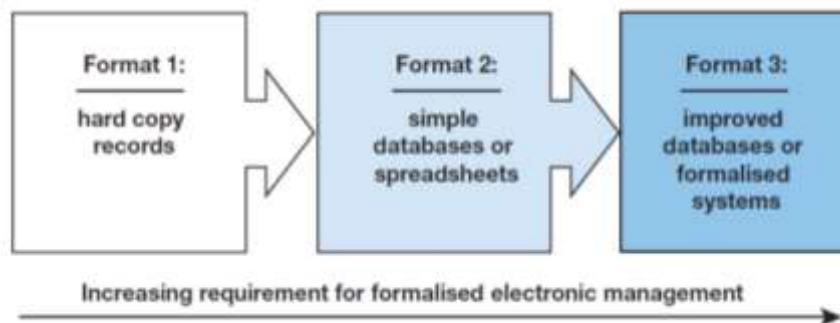 Format 1:
hard copy
records
Format 2:
simple
databases or
spreadsheets
Format 3:
improved
databases or
formalised
systems
Increasing requirement for formalised electronic management